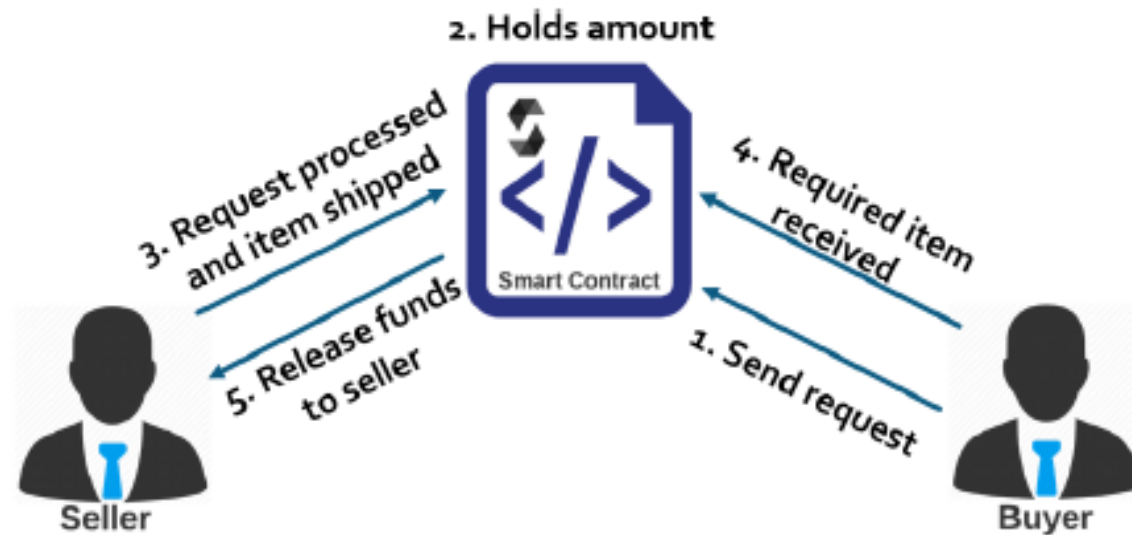 2. Holds amount
3. Request processed
and item shipped
4. Required item
received
</>
Smart Contract
5. Release funds
to seller
1. Send request
Seller
Buyer